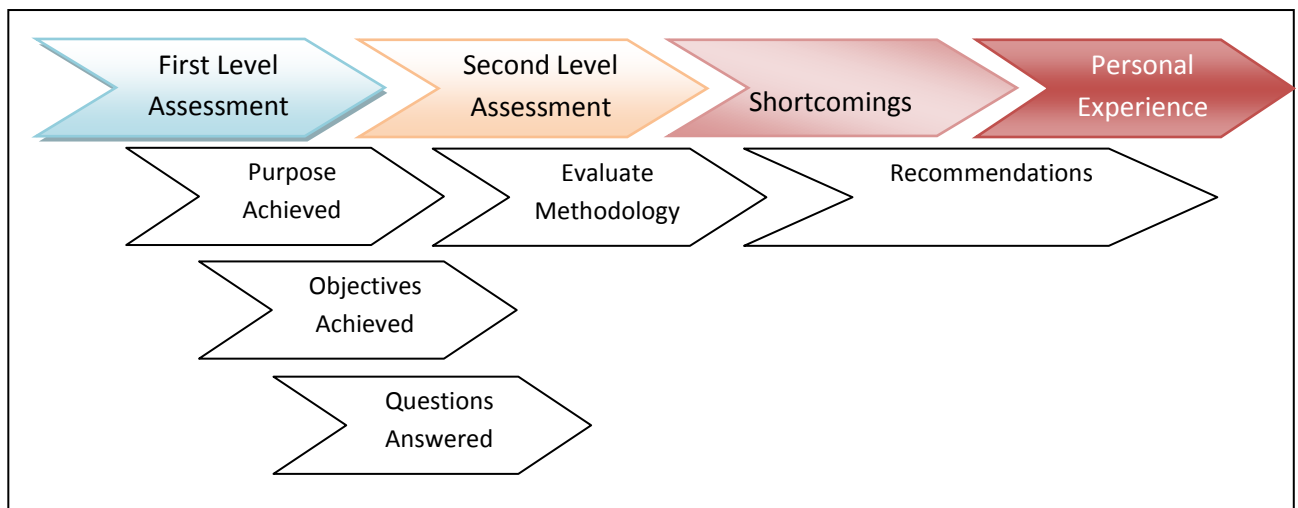 First Level
Assessment
Second Level
Assessment
Shortcomings
Personal
Experience
Purpose
Achieved
Evaluate
Methodology
Recommendations
Objectives
Achieved
Questions
Answered